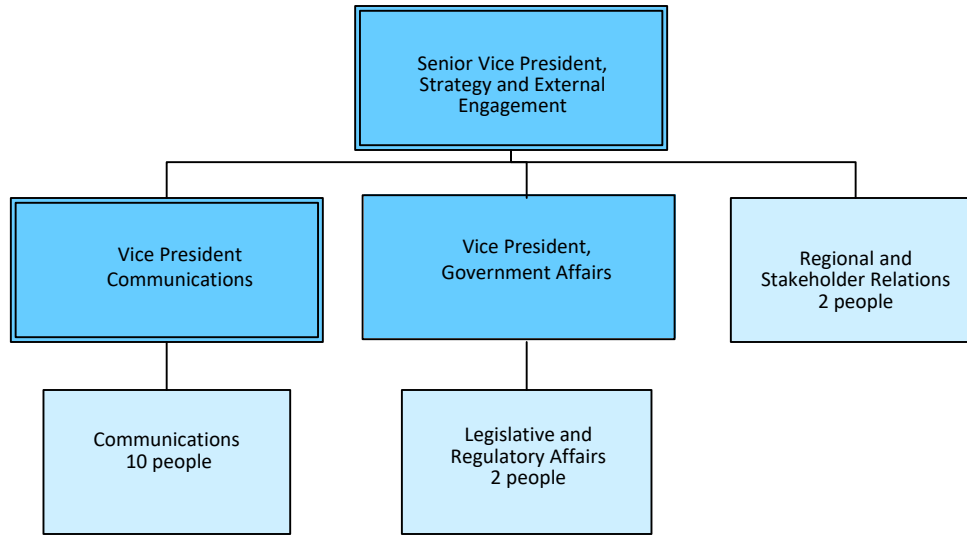 Senior Vice President,
Strategy and External
Engagement
Vice President
Communications
Vice President,
Government Affairs
Regional and
Stakeholder Relations
2 people
Communications
10 people
Legislative and
Regulatory Affairs
2 people